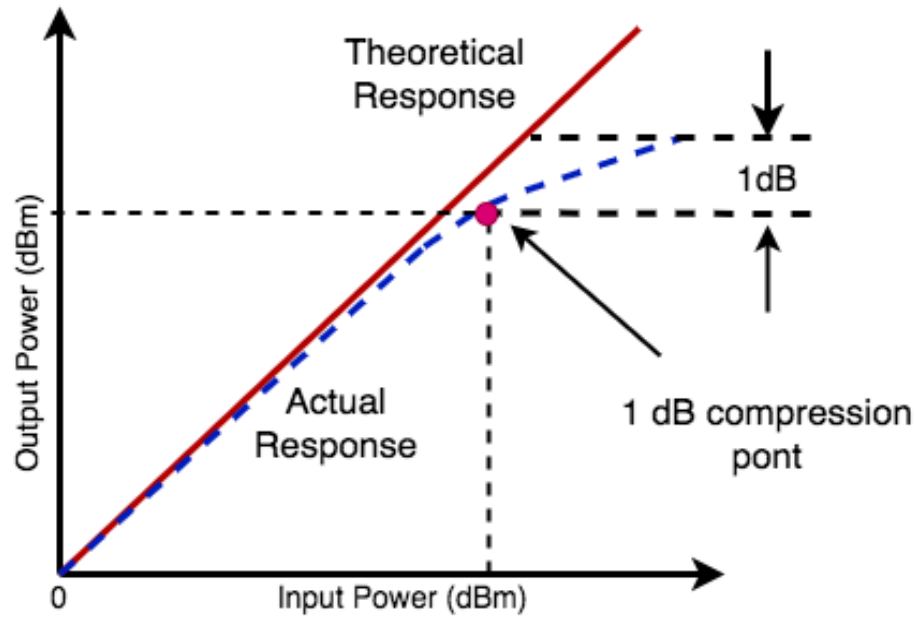 Theoretical
Response
1dB
Output Power (dBm)
Actual
Response
1 dB compression
pont
0
Input Power (dBm)